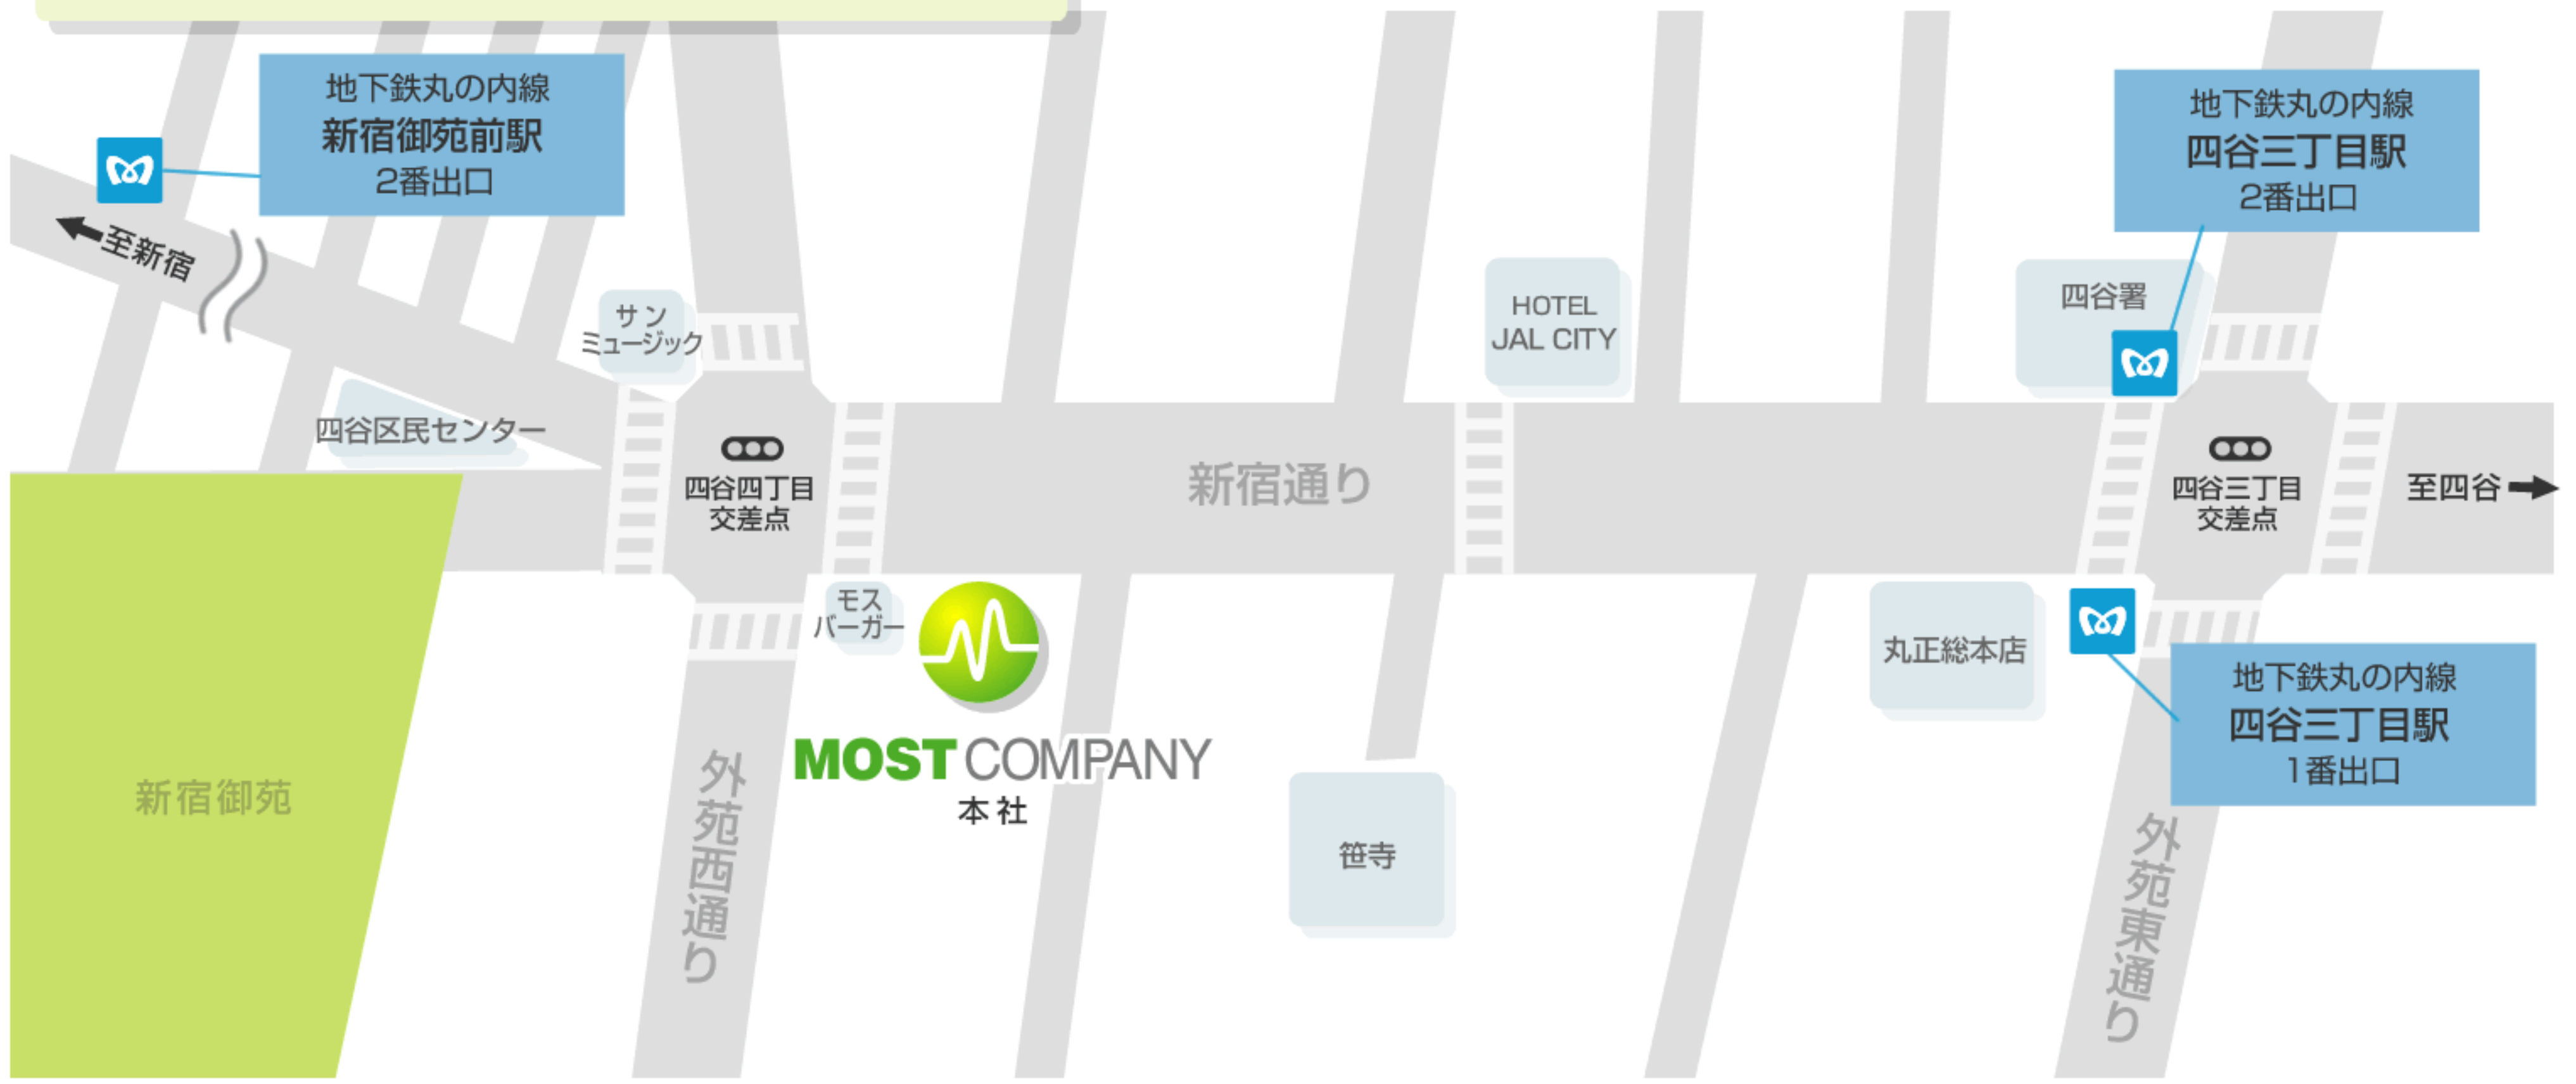 地下鉄丸の内線
新宿御苑前駅
2番出口
地下鉄丸の内線
四谷三丁目駅
2番出口
至新宿
サン
ミュージック
HOTEL
JAL CITY
四谷署
四谷区民センター
四谷四丁目
交差点
新宿通り
四谷三丁目
交差点
至四谷
モス
バーガー
丸正総本店
地下鉄丸の内線
四谷三丁目駅
1番出口
MOST COMPANY
本社
新宿御苑
外苑西通り
笹寺
外苑東通り